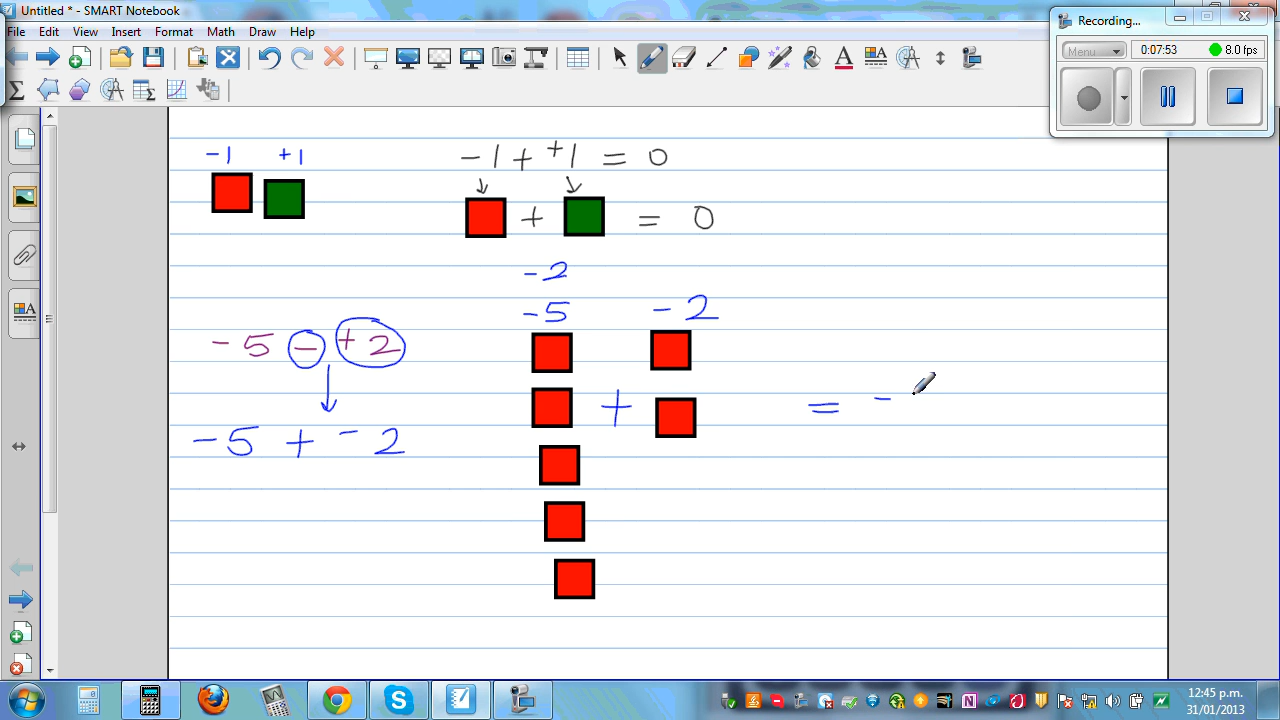 Untitled * - SMART Notebook
File Edit View Insert Format Math Draw Help
Recording...
Menu
:07:53
8.0 fps
-1 +1
-1 + +1 = 0
+ = 0
-2
-5 -2
-5 - +2
+ = -
-5 + -2
12:45 p.m.
31/01/2013